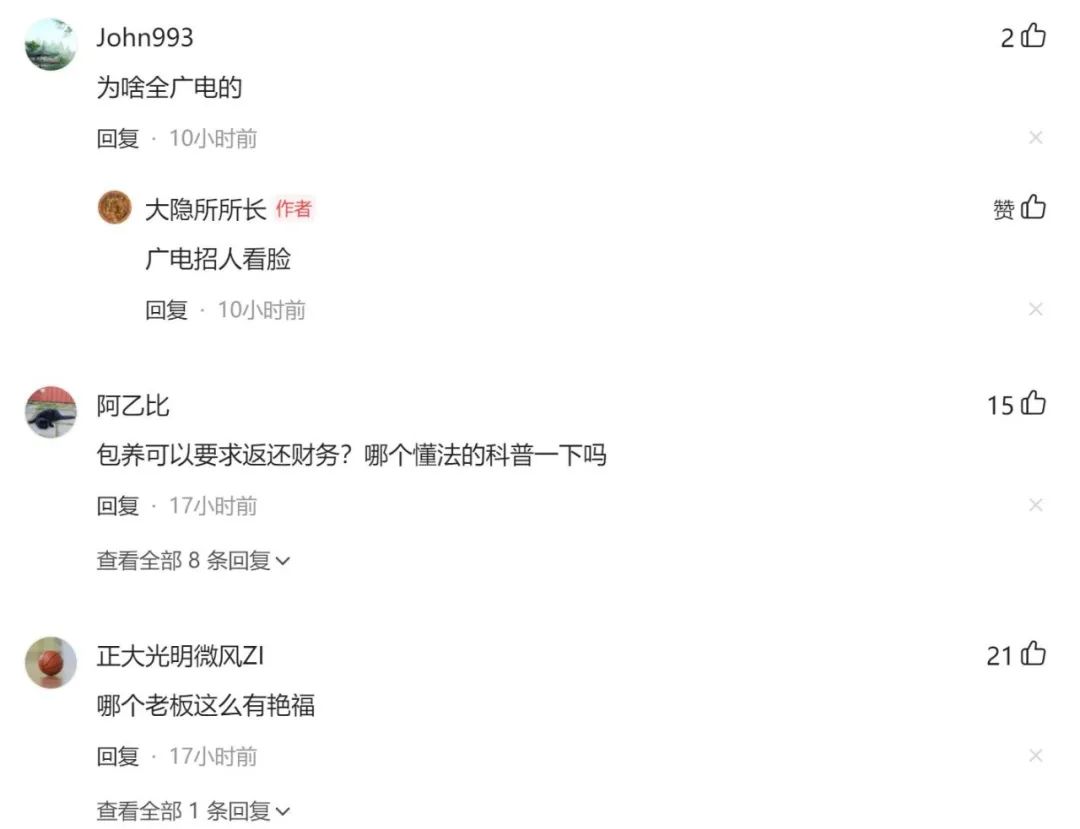 John993
2
为啥全广电的
回复 · 10小时前
大隐所所长 作者
赞
广电招人看脸
回复 · 10小时前
阿乙比
15
包养可以要求返还财务？哪个懂法的科普一下吗
回复 · 17小时前
查看全部 8 条回复
正大光明微风ZI
21
哪个老板这么有艳福
回复 · 17小时前
查看全部 1 条回复